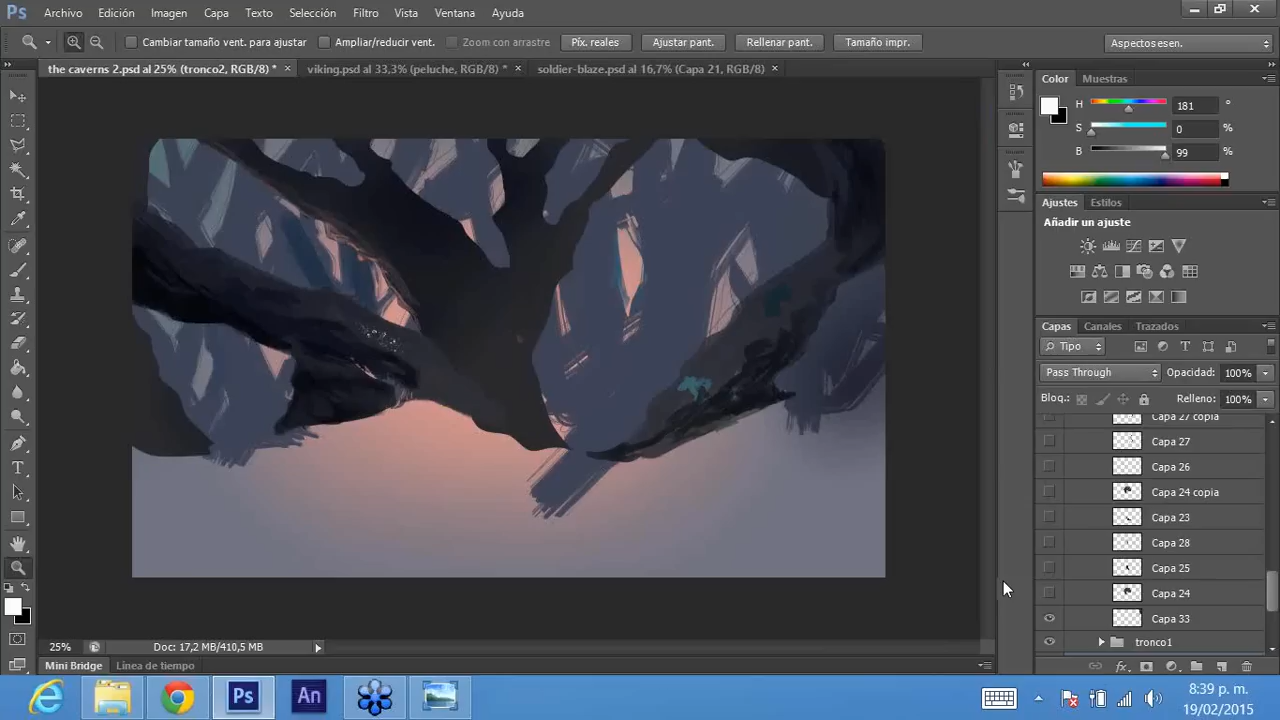 Ps Archivo Edición Imagen Capa Texto Selección Filtro Vista Ventana Ayuda
Cambiar tamaño vent. para ajustar Ampliar/reducir vent. Zoom con arrastre Píx. reales Ajustar pant. Rellenar pant. Tamaño impr. Aspectos esen.
the caverns 2.psd al 25% (tronco2, RGB/8) * × viking.psd al 33,3% (peluche, RGB/8) * × soldier-blaze.psd al 16,7% (Capa 21, RGB/8) ×
Color Muestras
H 181 °
S 0 %
B 99 %
Ajustes Estilos
Añadir un ajuste
Capas Canales Trazados
Tipo
Pass Through Opacidad: 100%
Bloq.: Relleno: 100%
Capa 27 copia
Capa 27
Capa 26
Capa 24 copia
Capa 23
Capa 28
Capa 25
Capa 24
Capa 33
tronco1
25% Doc: 17,2 MB/410,5 MB
Mini Bridge Línea de tiempo
Ps An
8:39 p. m.
19/02/2015